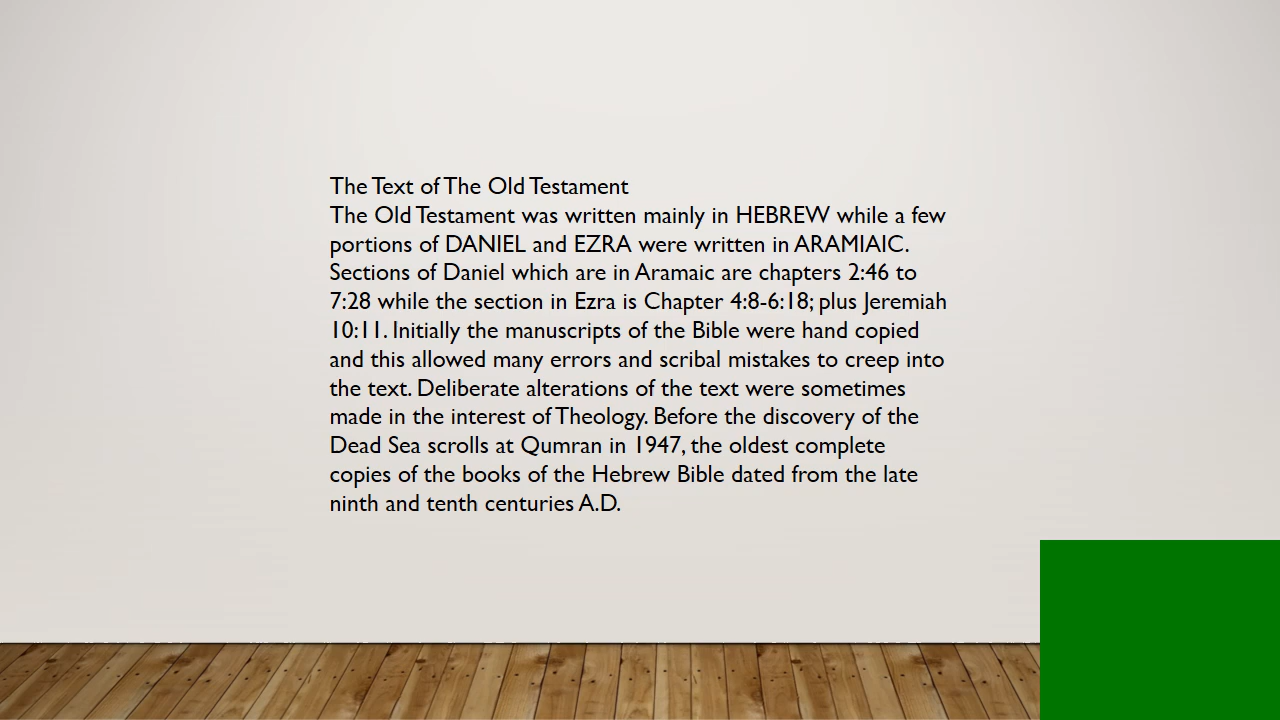 The Text of The Old Testament
The Old Testament was written mainly in HEBREW while a few
portions of DANIEL and EZRA were written in ARAMIAIC.
Sections of Daniel which are in Aramaic are chapters 2:46 to
7:28 while the section in Ezra is Chapter 4:8-6:18; plus Jeremiah
10:11. Initially the manuscripts of the Bible were hand copied
and this allowed many errors and scribal mistakes to creep into
the text. Deliberate alterations of the text were sometimes
made in the interest of Theology. Before the discovery of the
Dead Sea scrolls at Qumran in 1947, the oldest complete
copies of the books of the Hebrew Bible dated from the late
ninth and tenth centuries A.D.